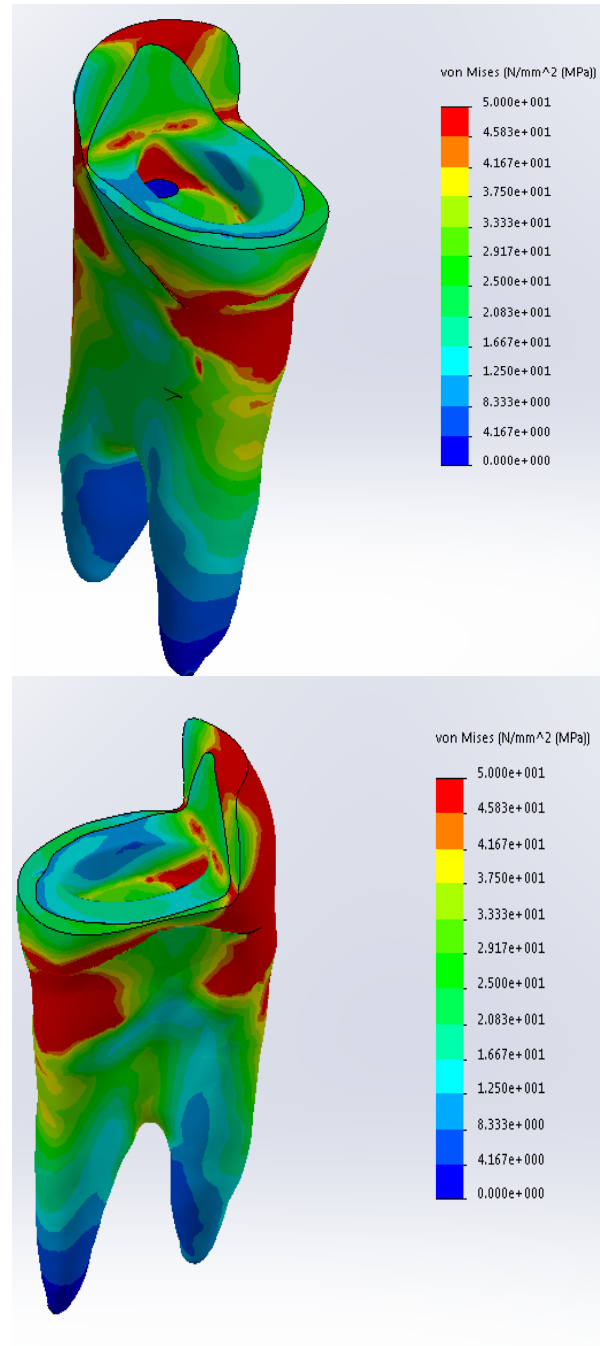 von Mises (N/mm^2 (MPa))
5.000e+001
4.583e+001
4.167e+001
3.750e+001
3.333e+001
2.917e+001
2.500e+001
2.083e+001
1.667e+001
1.250e+001
8.333e+000
4.167e+000
0.000e+000
von Mises (N/mm^2 (MPa))
5.000e+001
4.583e+001
4.167e+001
3.750e+001
3.333e+001
2.917e+001
2.500e+001
2.083e+001
1.667e+001
1.250e+001
8.333e+000
4.167e+000
0.000e+000